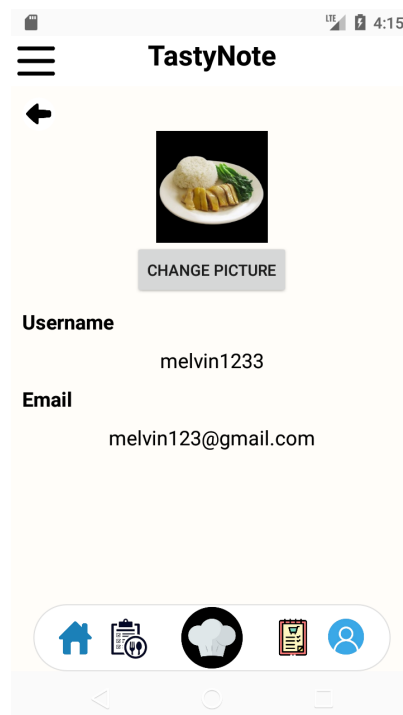 LTE 4:15
TastyNote
CHANGE PICTURE
Username
melvin1233
Email
melvin123@gmail.com